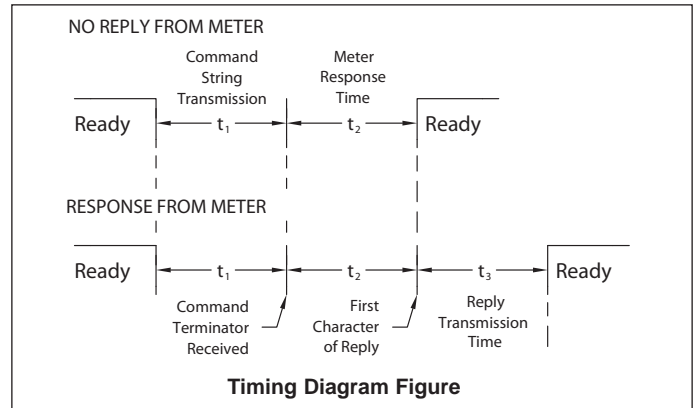 NO REPLY FROM METER
Command
String
Transmission
Meter
Response
Time
Ready
t₁
t₂
Ready
RESPONSE FROM METER
Ready
t₁
t₂
t₃
Ready
Command
Terminator
Received
First
Character
of Reply
Reply
Transmission
Time
Timing Diagram Figure